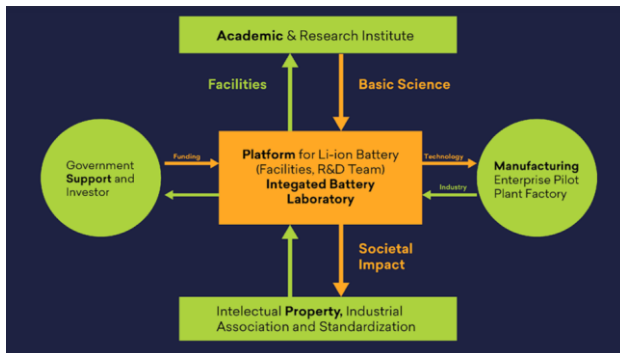 Academic & Research Institute
Facilities
Basic Science
Government
Support and
Investor
Funding
Platform for Li-ion Battery
(Facilities, R&D Team)
Integated Battery
Laboratory
Technology
Industry
Manufacturing
Enterprise Pilot
Plant Factory
Societal
Impact
Intelectual Property, Industrial
Association and Standardization